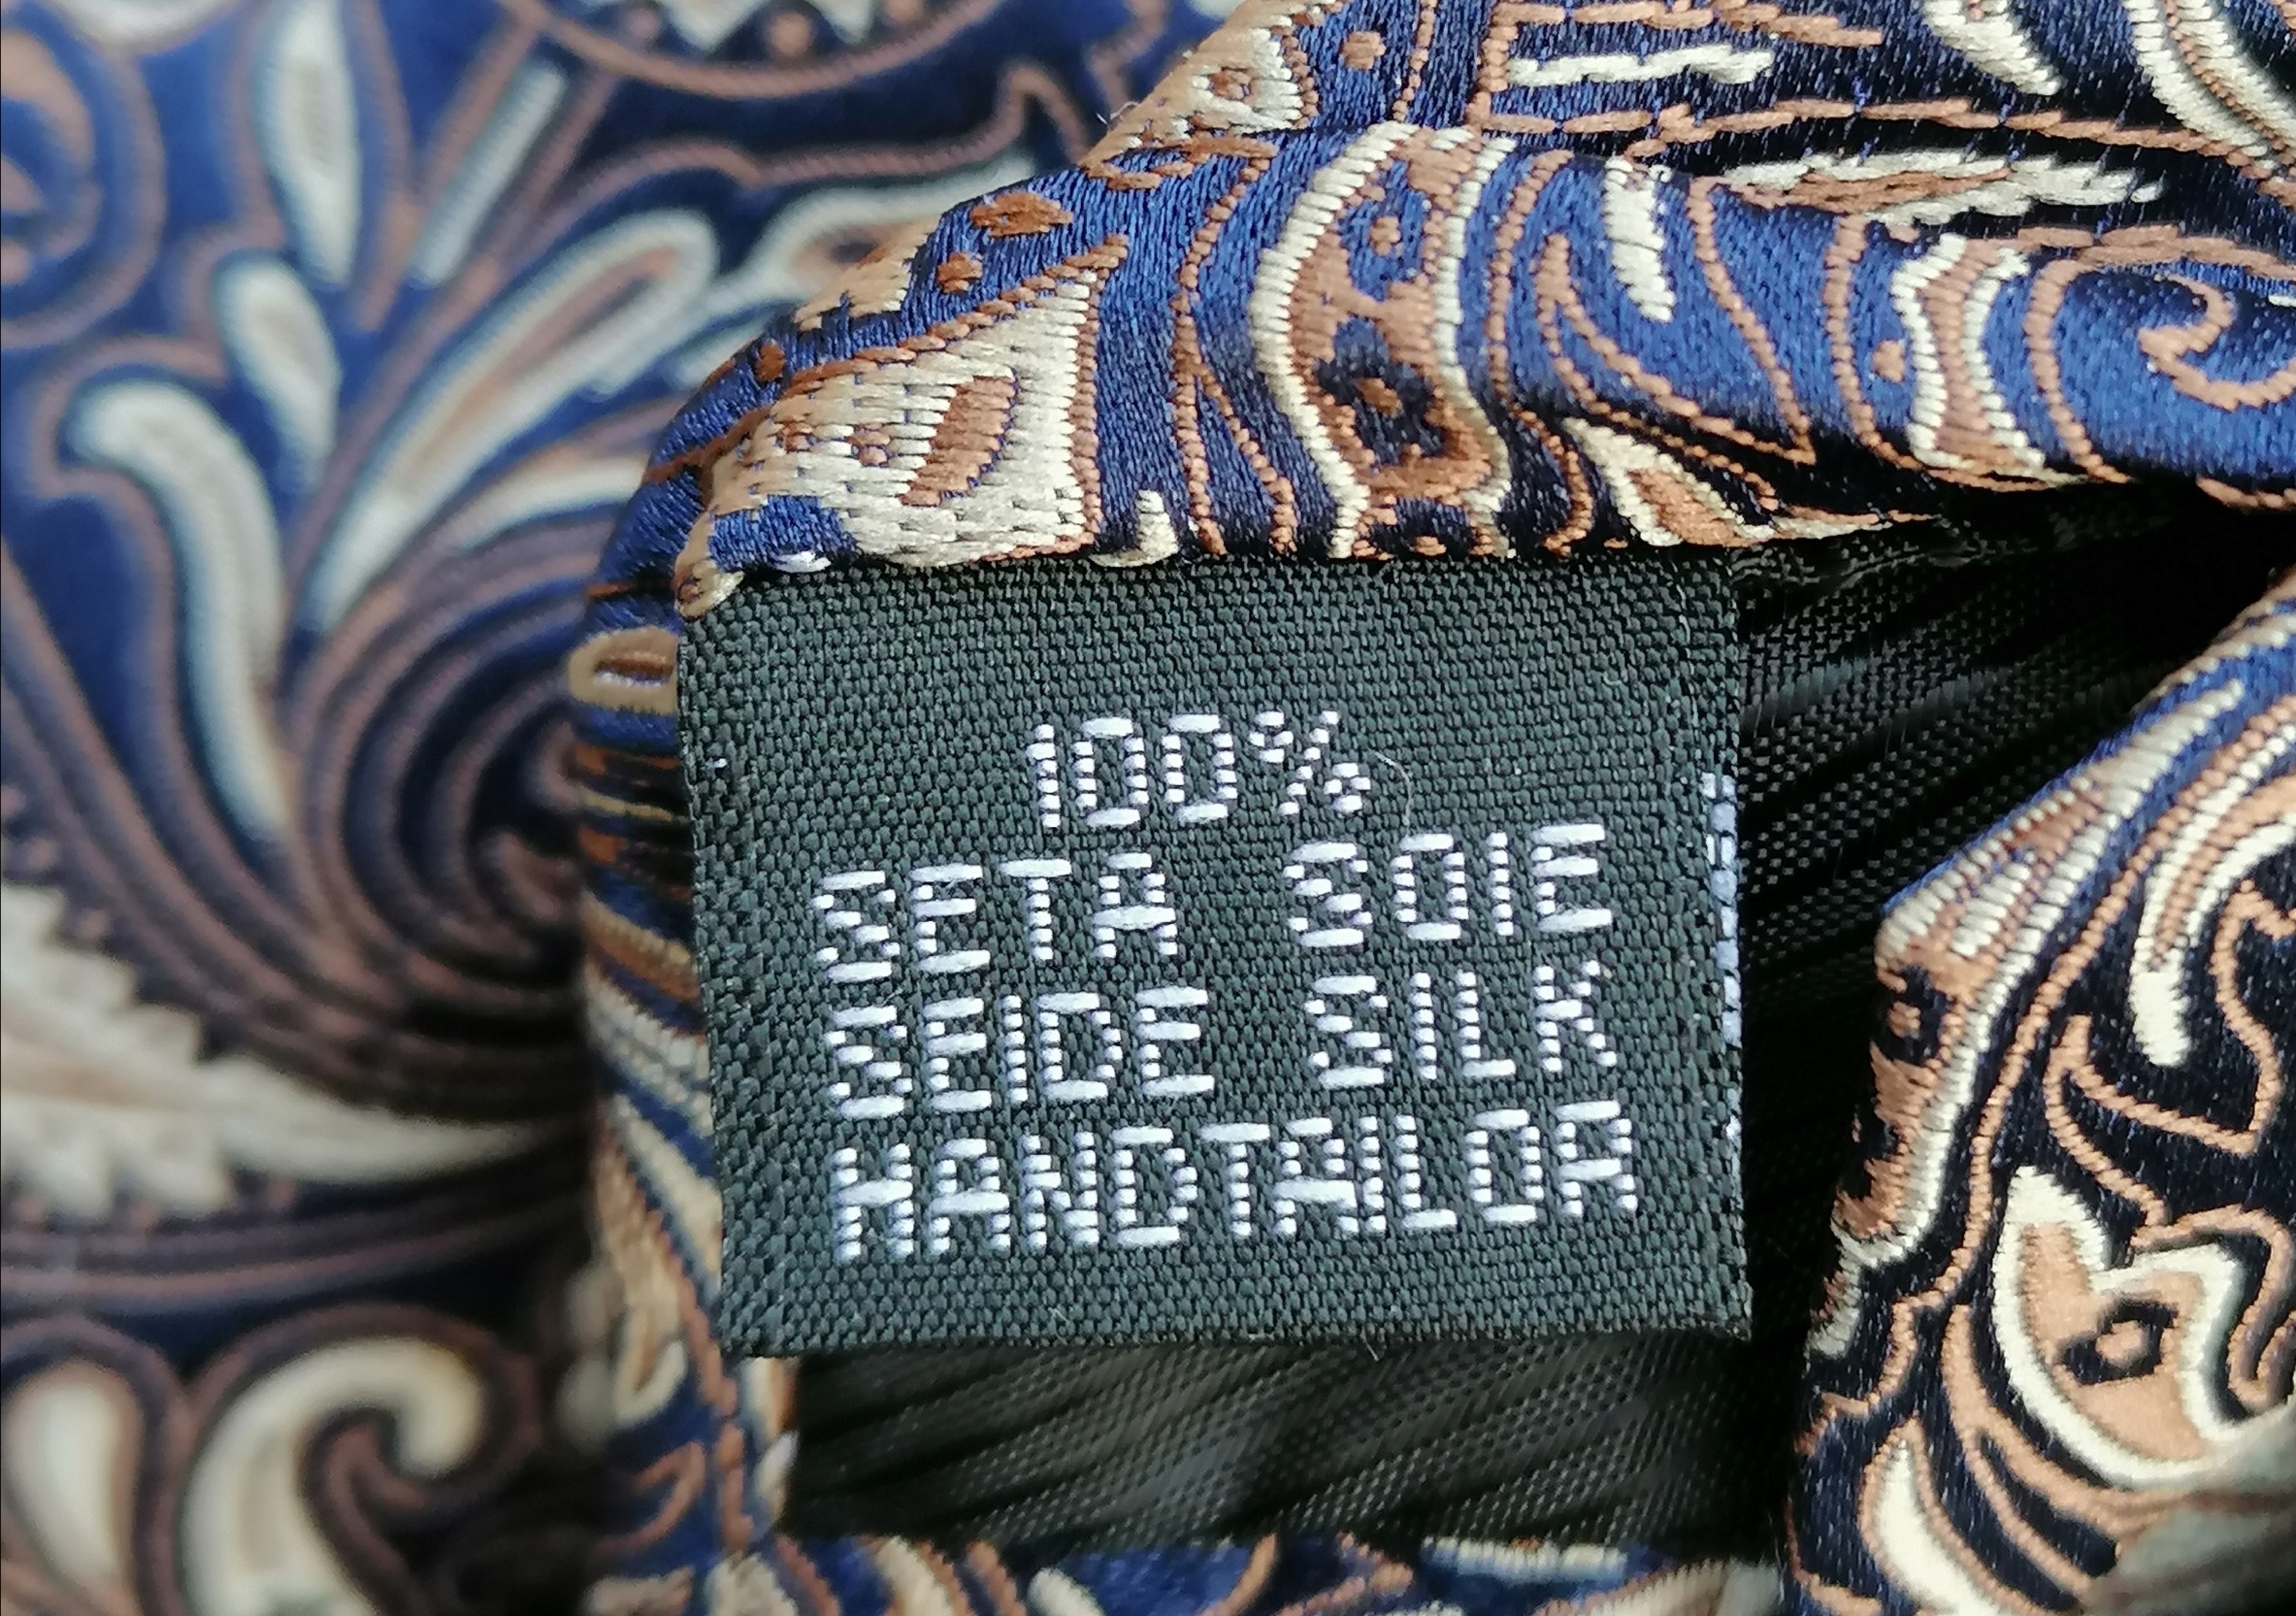 100%
SETA SOIE
SEIDE SILK
HANDTAILOR